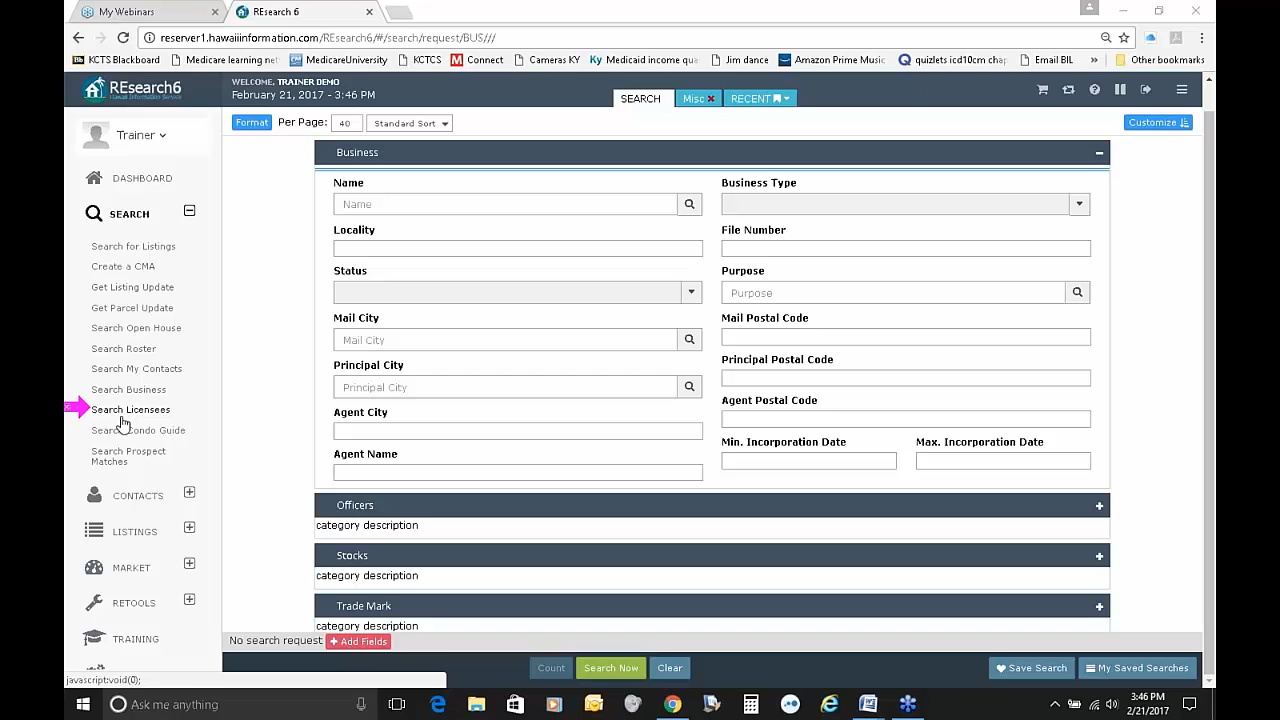 My Webinars
REsearch 6
reserver1.hawaiiinformation.com/REsearch6/#/search/request/BUS///
Bb KCTS Blackboard
Medicare learning net
MedicareUniversity
KCTCS
M Connect
Cameras KY
Ky Medicaid income qua
Jim dance
Amazon Prime Music
quizlets icd10cm chap
Email BIL
»
Other bookmarks
REsearch6
Hawaii Information Service
WELCOME, TRAINER DEMO
February 21, 2017 - 3:46 PM
SEARCH
Misc
RECENT
Trainer
Format
Per Page:
40
Standard Sort
Customize
DASHBOARD
SEARCH
Search for Listings
Create a CMA
Get Listing Update
Get Parcel Update
Search Open House
Search Roster
Search My Contacts
Search Business
Search Licensees
Search Condo Guide
Search Prospect
Matches
CONTACTS
LISTINGS
MARKET
RETOOLS
TRAINING
Business
Name
Name
Business Type
Locality
File Number
Status
Purpose
Purpose
Mail City
Mail City
Mail Postal Code
Principal City
Principal City
Principal Postal Code
Agent City
Agent Postal Code
Agent Name
Min. Incorporation Date
Max. Incorporation Date
Officers
category description
Stocks
category description
Trade Mark
category description
No search request
+ Add Fields
Count
Search Now
Clear
Save Search
My Saved Searches
javascript:void(0);
Ask me anything
3:46 PM
2/21/2017